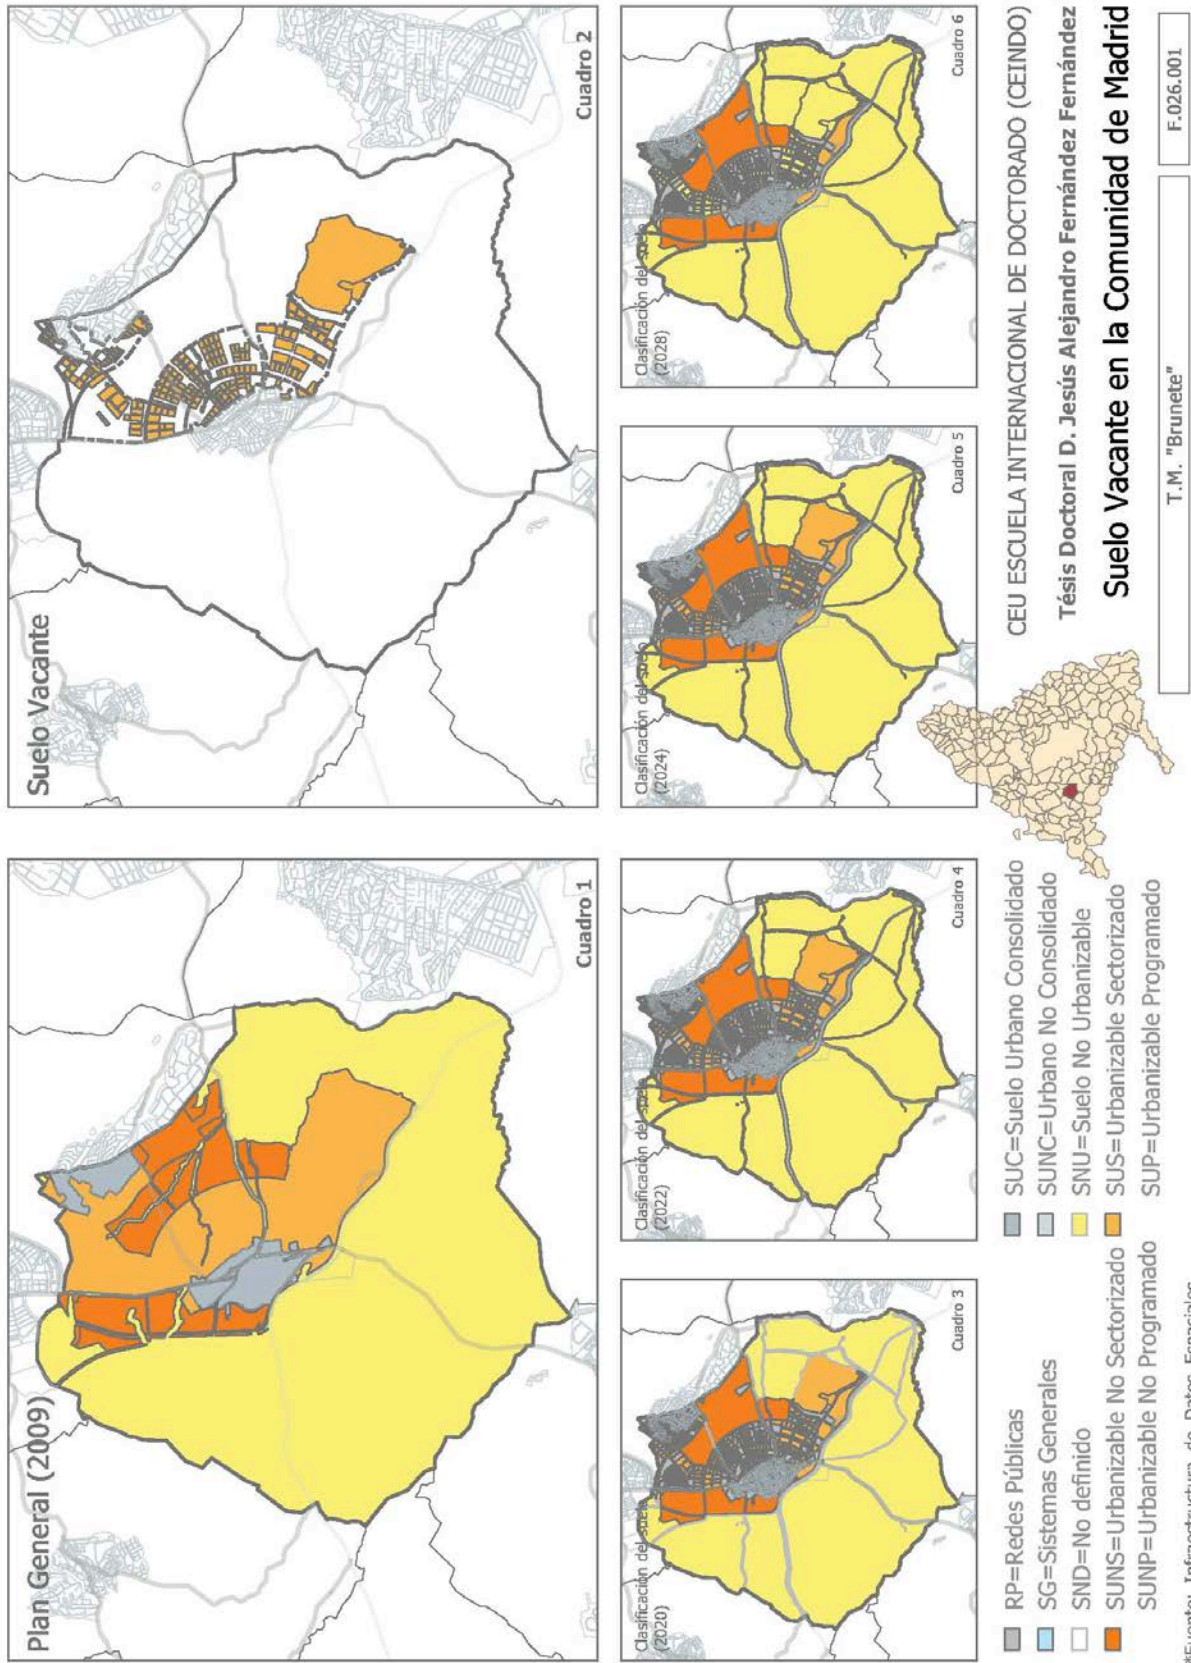 Plan General (2009)
Cuadro 1
Suelo Vacante
Cuadro 2
Clasificación del suelo
(2020)
Cuadro 3
Clasificación del suelo
(2022)
Cuadro 4
Clasificación del suelo
(2024)
Cuadro 5
Clasificación del suelo
(2028)
Cuadro 6
RP=Redes Públicas
SG=Sistemas Generales
SND=No definido
SUNS=Urbanizable No Sectorizado
SUNP=Urbanizable No Programado
SUC=Suelo Urbano Consolidado
SUNC=Urbano No Consolidado
SNU=Suelo No Urbanizable
SUS=Urbanizable Sectorizado
SUP=Urbanizable Programado
*Fuente: Infraestructura de Datos Espaciales
CEU ESCUELA INTERNACIONAL DE DOCTORADO (CEINDO)
Tésis Doctoral D. Jesús Alejandro Fernández Fernández
Suelo Vacante en la Comunidad de Madrid
T.M. "Brunete"
F.026.001